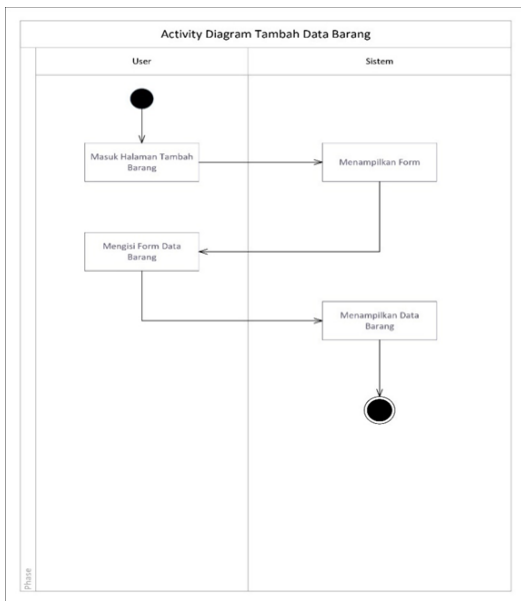 Activity Diagram Tambah Data Barang
User
Sistem
Masuk Halaman Tambah
Barang
Menampilkan Form
Mengisi Form Data
Barang
Menampilkan Data
Barang
Phase